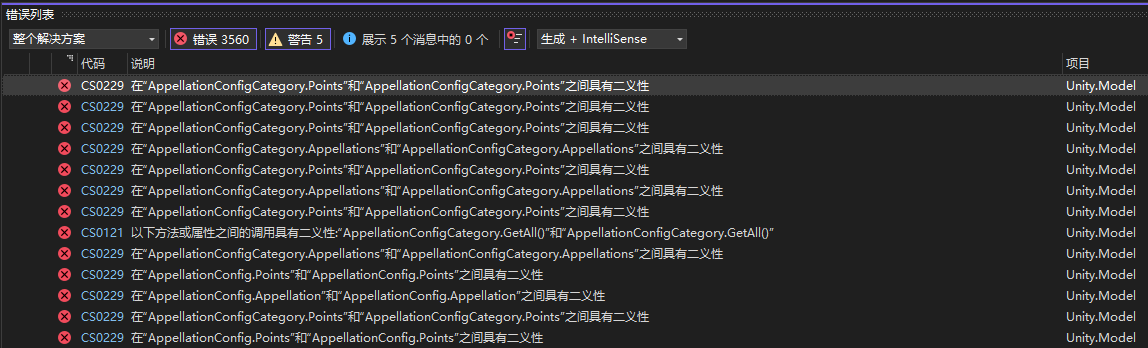 错误列表
整个解决方案 错误 3560 警告 5 展示 5 个消息中的 0 个 生成 + IntelliSense
代码 说明 项目
CS0229 在“AppellationConfigCategory.Points”和“AppellationConfigCategory.Points”之间具有二义性 Unity.Model
CS0229 在“AppellationConfigCategory.Points”和“AppellationConfigCategory.Points”之间具有二义性 Unity.Model
CS0229 在“AppellationConfigCategory.Points”和“AppellationConfigCategory.Points”之间具有二义性 Unity.Model
CS0229 在“AppellationConfigCategory.Appellations”和“AppellationConfigCategory.Appellations”之间具有二义性 Unity.Model
CS0229 在“AppellationConfigCategory.Points”和“AppellationConfigCategory.Points”之间具有二义性 Unity.Model
CS0229 在“AppellationConfigCategory.Appellations”和“AppellationConfigCategory.Appellations”之间具有二义性 Unity.Model
CS0229 在“AppellationConfigCategory.Points”和“AppellationConfigCategory.Points”之间具有二义性 Unity.Model
CS0121 以下方法或属性之间的调用具有二义性:“AppellationConfigCategory.GetAll()”和“AppellationConfigCategory.GetAll()” Unity.Model
CS0229 在“AppellationConfigCategory.Appellations”和“AppellationConfigCategory.Appellations”之间具有二义性 Unity.Model
CS0229 在“AppellationConfig.Points”和“AppellationConfig.Points”之间具有二义性 Unity.Model
CS0229 在“AppellationConfig.Appellation”和“AppellationConfig.Appellation”之间具有二义性 Unity.Model
CS0229 在“AppellationConfigCategory.Points”和“AppellationConfigCategory.Points”之间具有二义性 Unity.Model
CS0229 在“AppellationConfig.Points”和“AppellationConfig.Points”之间具有二义性 Unity.Model